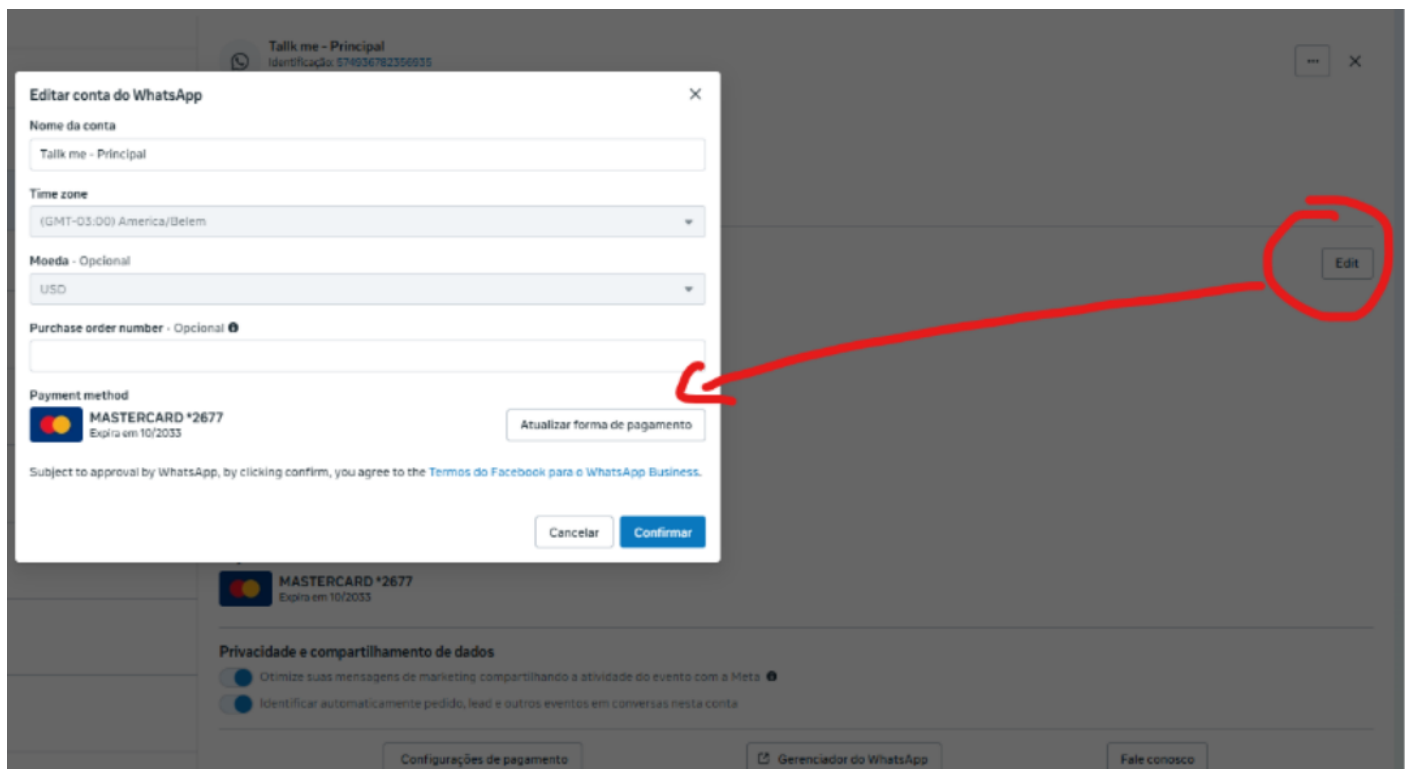 Tallk me - Principal
Identificação: 574936782356935
...
Editar conta do WhatsApp
Nome da conta
Tallk me - Principal
Time zone
(GMT-03:00) America/Belem
Moeda - Opcional
USD
Edit
Purchase order number - Opcional
Payment method
MASTERCARD *2677
Expira em 10/2033
Atualizar forma de pagamento
Subject to approval by WhatsApp, by clicking confirm, you agree to the Termos do Facebook para o WhatsApp Business.
Cancelar
Confirmar
MASTERCARD *2677
Expira em 10/2033
Privacidade e compartilhamento de dados
Otimize suas mensagens de marketing compartilhando a atividade do evento com a Meta
Identificar automaticamente pedido, lead e outros eventos em conversas nesta conta
Configurações de pagamento
Gerenciador do WhatsApp
Fale conosco